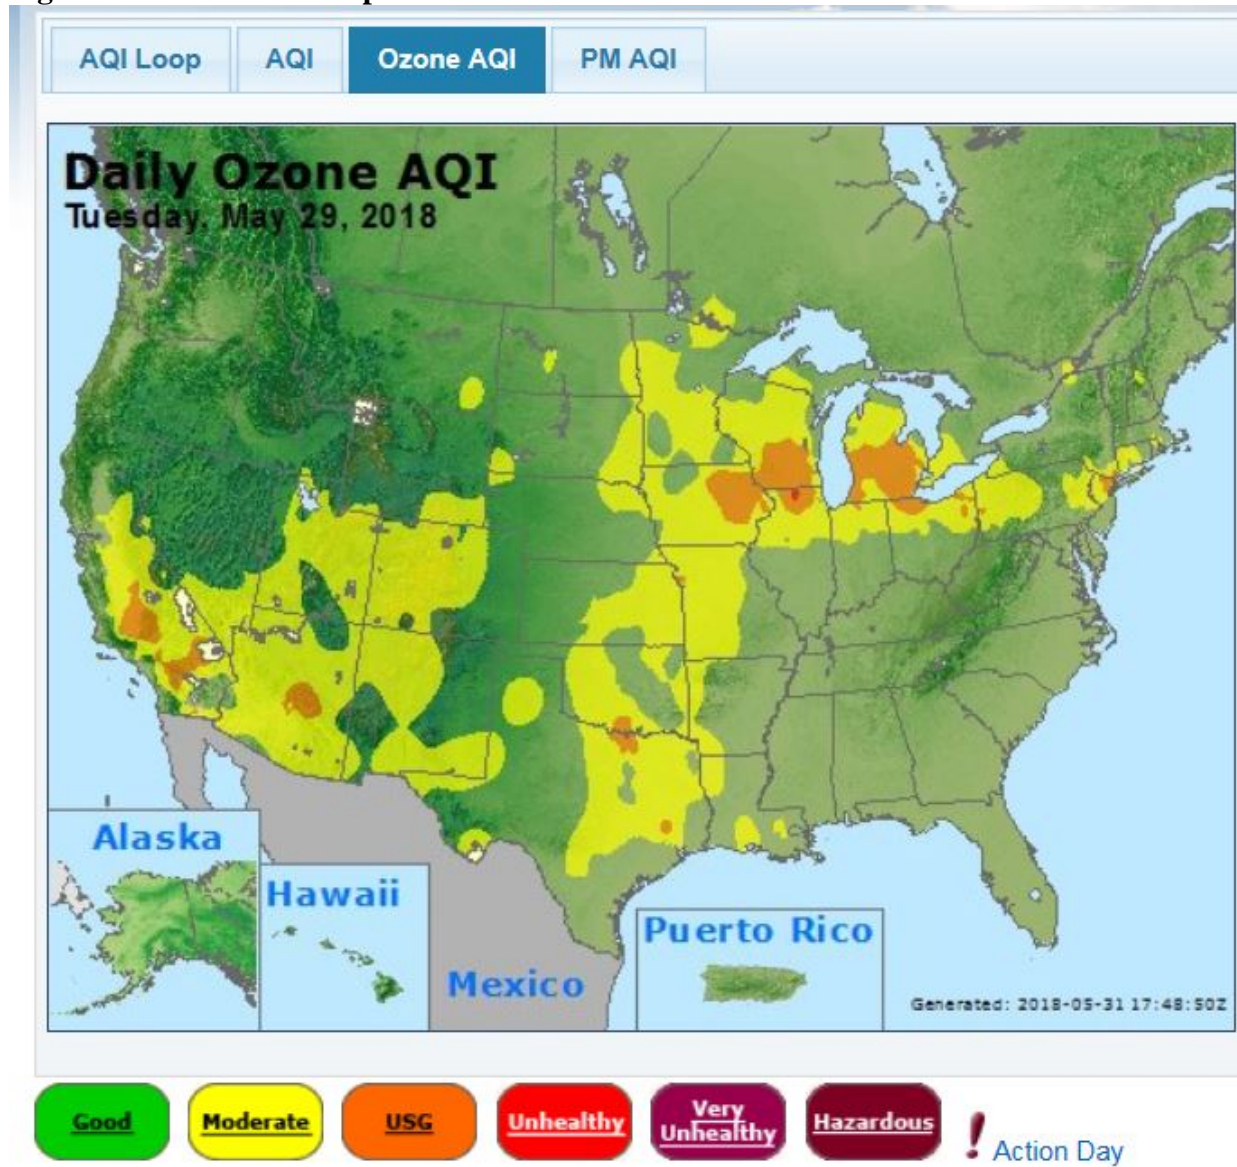 AQI Loop AQI Ozone AQI PM AQI
Daily Ozone AQI
Tuesday, May 29, 2018
Alaska
Hawaii
Mexico
Puerto Rico
Generated: 2018-05-31 17:48:50Z
Good Moderate USG Unhealthy Very Unhealthy Hazardous ! Action Day